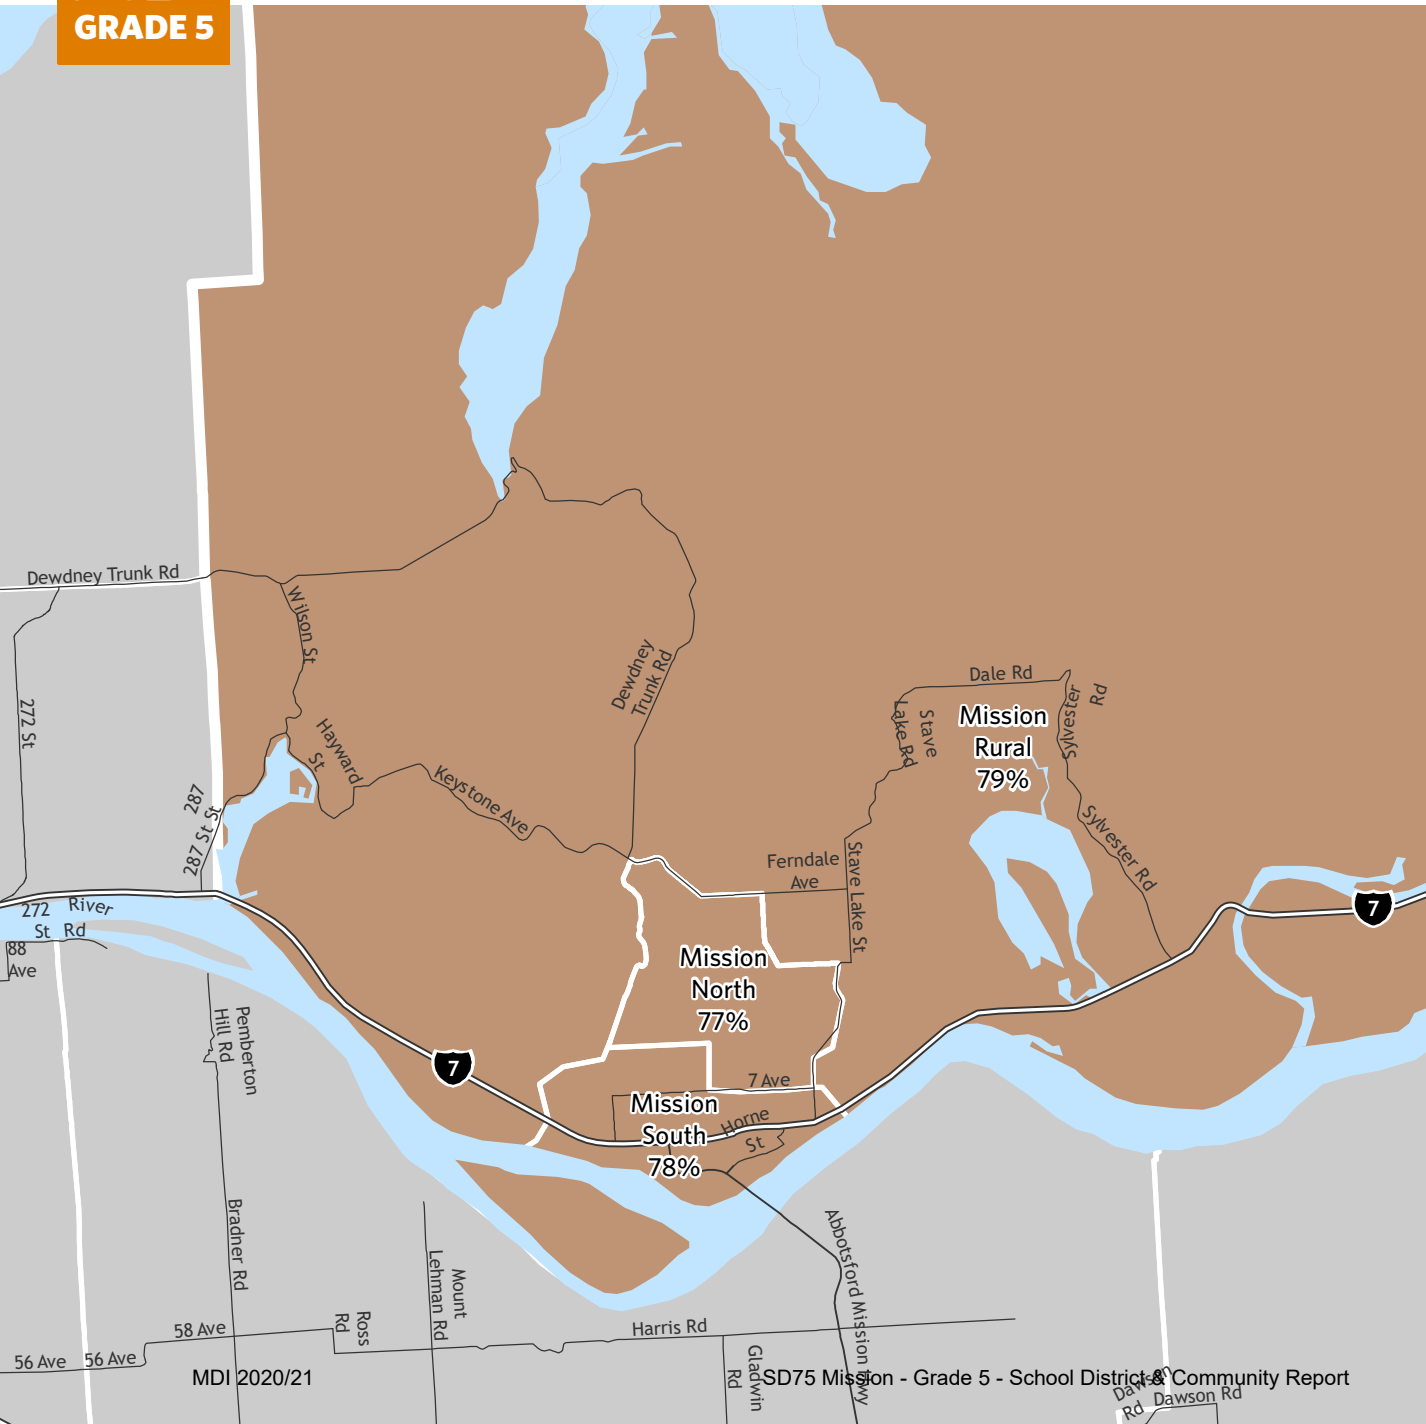 GRADE 5
Dewdney Trunk Rd
Wilson St
272 St
Hayward
St
Keystone Ave
Dewdney
Trunk Rd
287
287 St St
Dale Rd
Stave
Lake Rd
Sylvester
Rd
Sylvester Rd
Mission
Rural
79%
Ferndale
Ave
Stave Lake St
272
St
River
Rd
88
Ave
7
Mission
North
77%
Pemberton
Hill Rd
7
7 Ave
Mission
South
78%
Horne
St
Bradner Rd
Mount
Lehman Rd
Abbotsford Mission Hwy
Ross
Rd
58 Ave
Harris Rd
56 Ave
56 Ave
Gladwin
Rd
Dawson
Rd
Dawson Rd
MDI 2020/21
SD75 Mission - Grade 5 - School District & Community Report